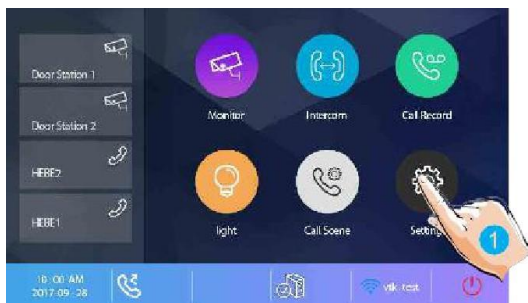 Door Station 1
Door Station 2
HEBE2
HEBE1
Monitor
Intercom
Call Record
light
Call Scene
Setting
1
10:00 AM
2017-09-28
vtk-test